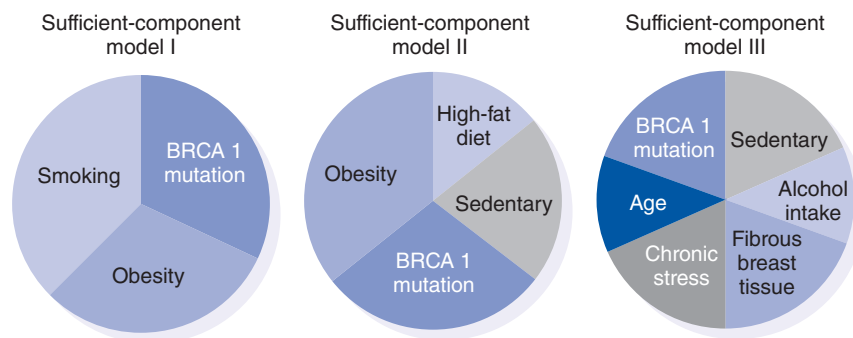 Sufficient-component
model I
Smoking
BRCA 1
mutation
Obesity
Sufficient-component
model II
High-fat
diet
Obesity
Sedentary
BRCA 1
mutation
Sufficient-component
model III
BRCA 1
mutation
Sedentary
Age
Alcohol
intake
Chronic
stress
Fibrous
breast
tissue